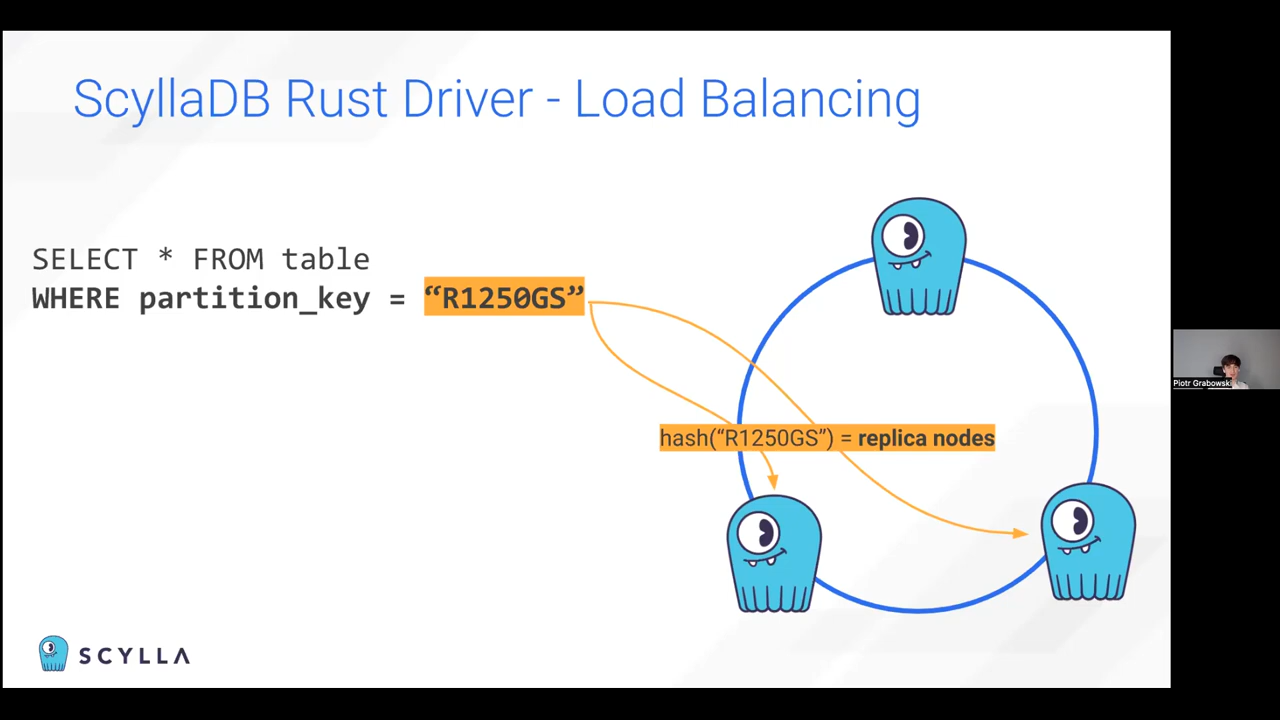 ScyllaDB Rust Driver - Load Balancing
SELECT * FROM table
WHERE partition_key = “R1250GS”
hash(“R1250GS”) = replica nodes
Piotr Grabowski
SCYLLA